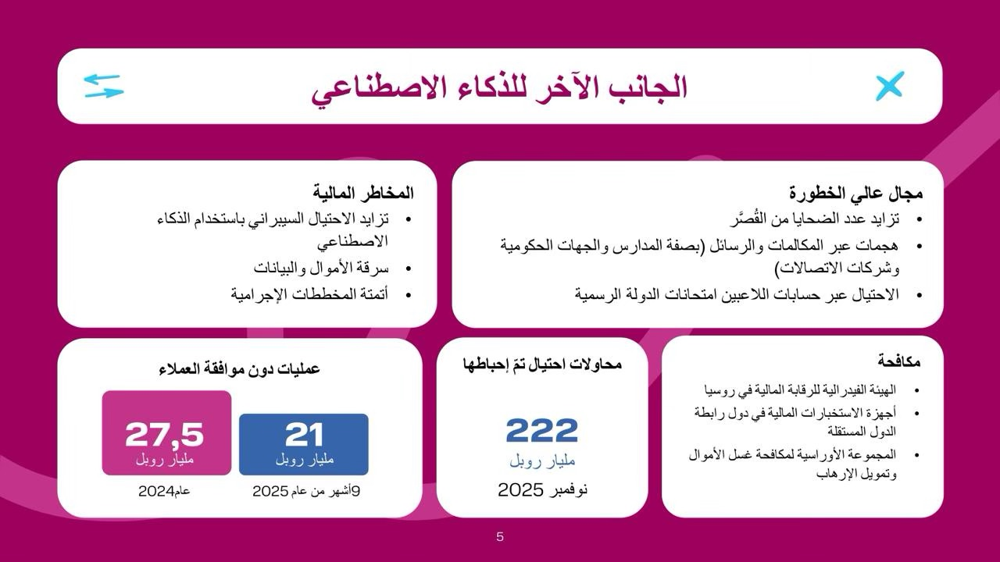 الجانب الآخر للذكاء الاصطناعي
مجال عالي الخطورة
• تزايد عدد الضحايا من القُصَّر
• هجمات عبر المكالمات والرسائل (بصفة المدارس والجهات الحكومية
وشركات الاتصالات)
• الاحتيال عبر حسابات اللاعبين امتحانات الدولة الرسمية
المخاطر المالية
• تزايد الاحتيال السيبراني باستخدام الذكاء
الاصطناعي
• سرقة الأموال والبيانات
• أتمتة المخططات الإجرامية
مكافحة
• الهيئة الفيدرالية للرقابة المالية في روسيا
• أجهزة الاستخبارات المالية في دول رابطة
الدول المستقلة
• المجموعة الأوراسية لمكافحة غسل الأموال
وتمويل الإرهاب
محاولات احتيال تمّ إحباطها
222
مليار روبل
نوفمبر 2025
عمليات دون موافقة العملاء
21
مليار روبل
9أشهر من عام 2025
27,5
مليار روبل
عام2024
5